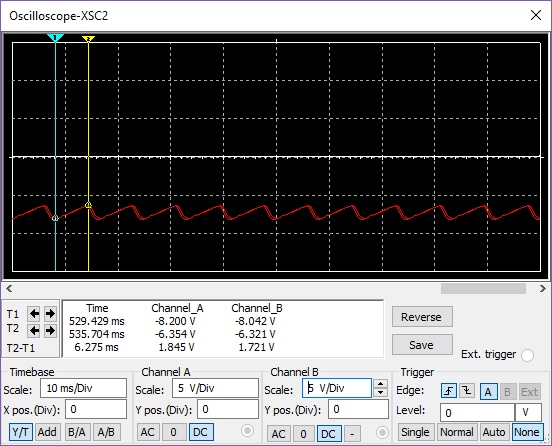 Oscilloscope-XSC2
1 2
Time Channel_A Channel_B
T1 529.429 ms -8.200 V -8.042 V
T2 535.704 ms -6.354 V -6.321 V
T2-T1 6.275 ms 1.845 V 1.721 V
Reverse
Save
Ext. trigger
Timebase Channel A Channel B Trigger
Scale: 10 ms/Div Scale: 5 V/Div Scale: 5 V/Div Edge: A B Ext
X pos.(Div): 0 Y pos.(Div): 0 Y pos.(Div): 0 Level: 0 V
Y/T Add B/A A/B AC 0 DC AC 0 DC - Single Normal Auto None